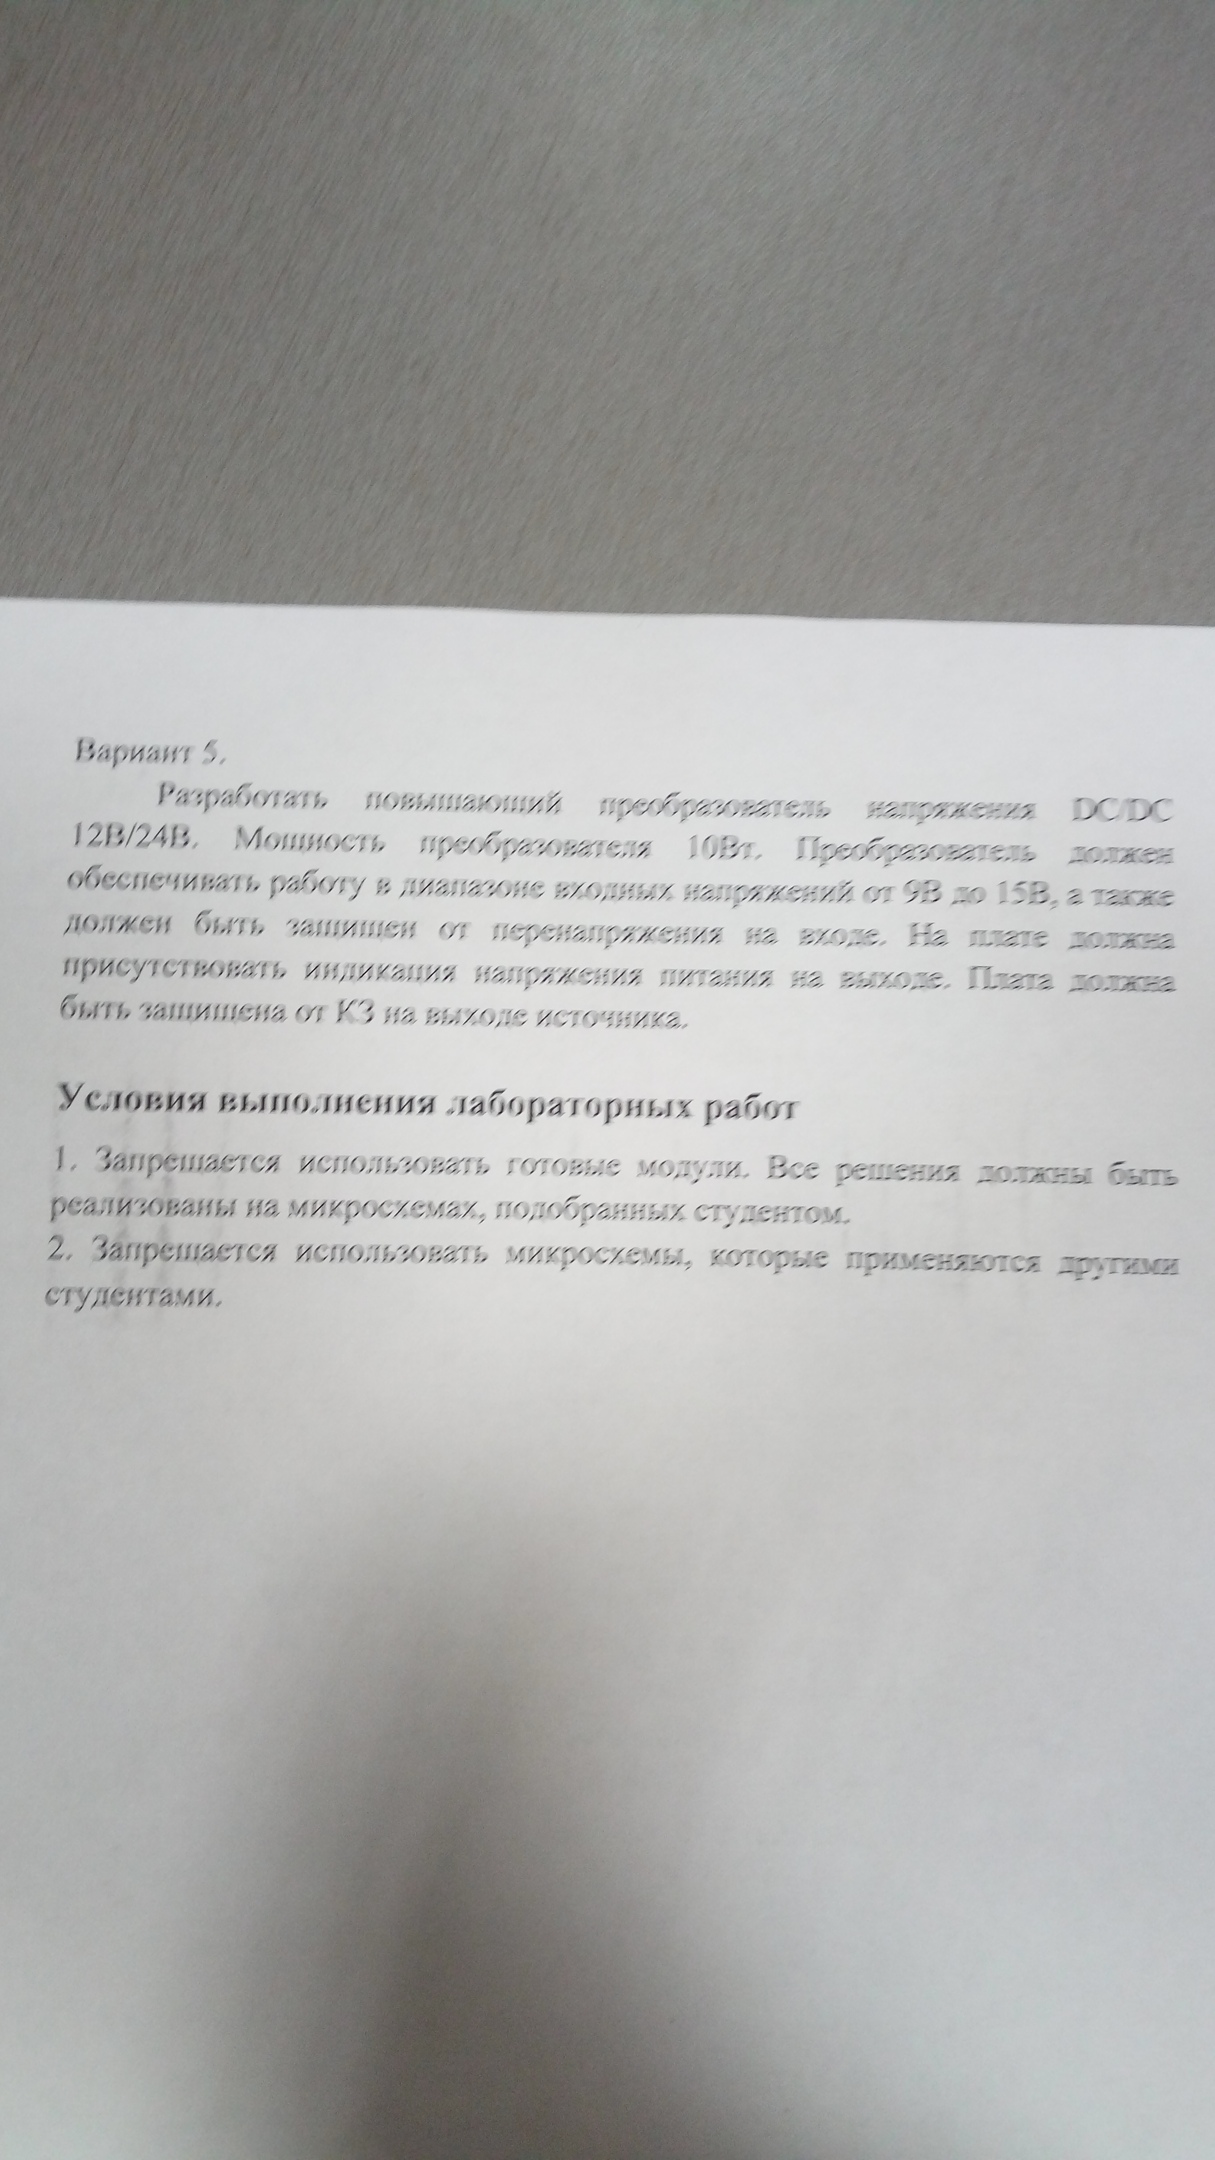 Вариант 5.
Разработать повышающий преобразователь напряжения DC/DC
12В/24В. Мощность преобразователя 10Вт. Преобразователь должен
обеспечивать работу в диапазоне входных напряжений от 9В до 15В, а также
должен быть защищен от перенапряжения на входе. На плате должна
присутствовать индикация напряжения питания на выходе. Плата должна
быть защищена от КЗ на выходе источника.
Условия выполнения лабораторных работ
1. Запрещается использовать готовые модули. Все решения должны быть
реализованы на микросхемах, подобранных студентом.
2. Запрещается использовать микросхемы, которые применяются другими
студентами.